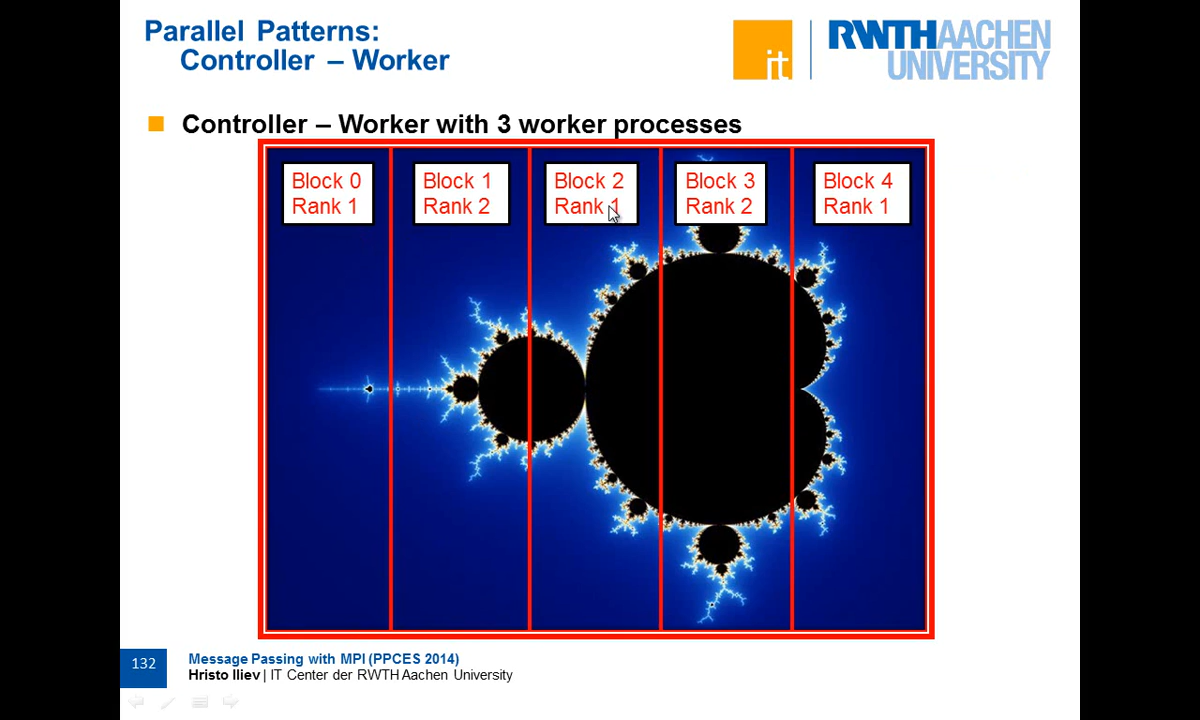 Parallel Patterns:
Controller – Worker
it
RWTHAACHEN
UNIVERSITY
Controller – Worker with 3 worker processes
Block 0
Rank 1
Block 1
Rank 2
Block 2
Rank 1
Block 3
Rank 2
Block 4
Rank 1
132
Message Passing with MPI (PPCES 2014)
Hristo Iliev | IT Center der RWTH Aachen University